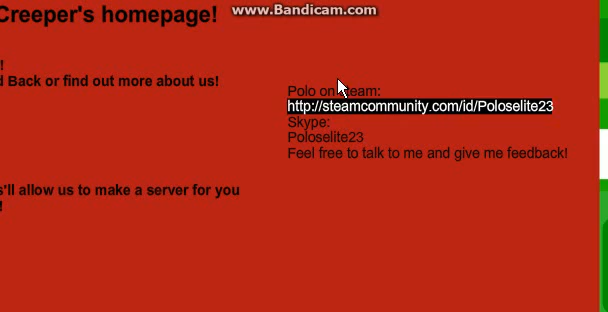 www.Bandicam.com
Creeper's homepage!
!
d Back or find out more about us!
Polo on Steam:
http://steamcommunity.com/id/Poloselite23
Skype:
Poloselite23
Feel free to talk to me and give me feedback!
s'll allow us to make a server for you
!